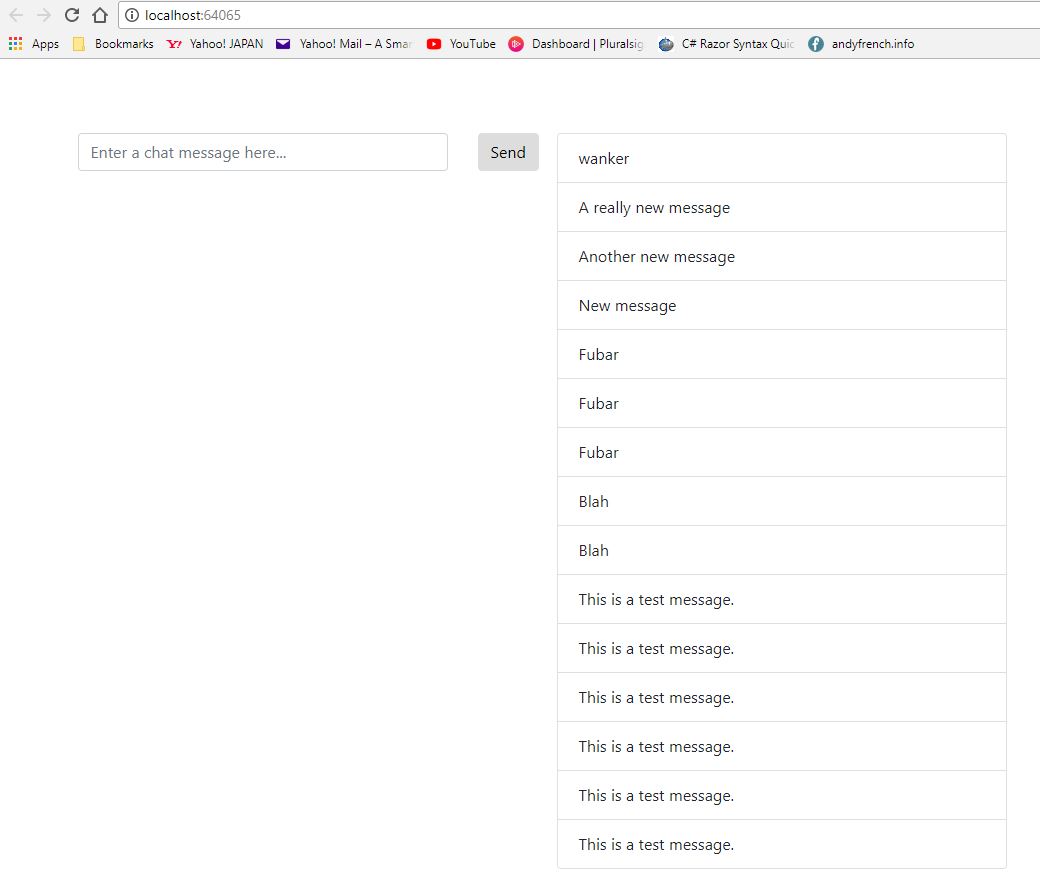 localhost:64065
Apps Bookmarks Yahoo! JAPAN Yahoo! Mail – A Smar YouTube Dashboard | Pluralsig C# Razor Syntax Quic andyfrench.info
Enter a chat message here...
Send
wanker
A really new message
Another new message
New message
Fubar
Fubar
Fubar
Blah
Blah
This is a test message.
This is a test message.
This is a test message.
This is a test message.
This is a test message.
This is a test message.